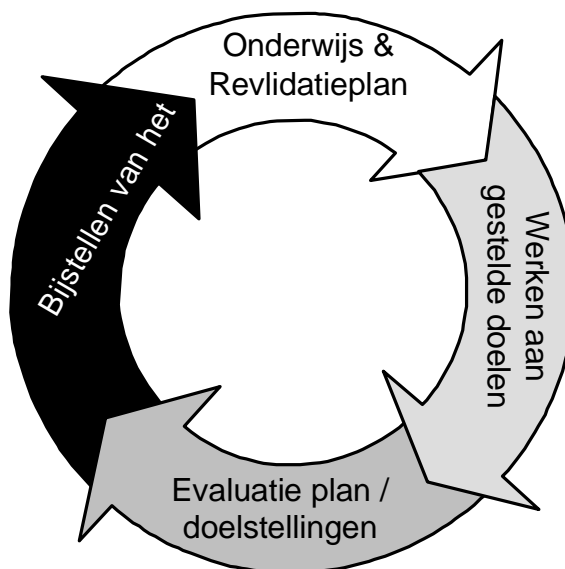 Onderwijs &
Revlidatieplan
Werken aan
gestelde doelen
Evaluatie plan /
doelstellingen
Bijstellen van het